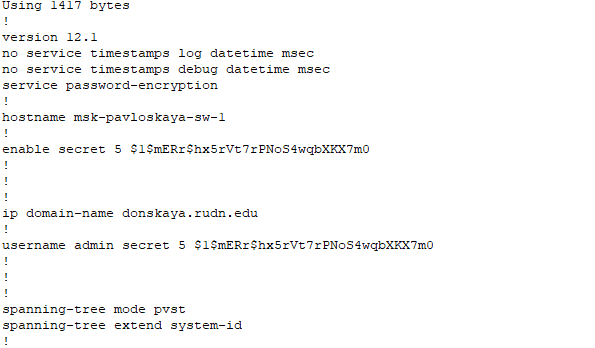 Using 1417 bytes
!
version 12.1
no service timestamps log datetime msec
no service timestamps debug datetime msec
service password-encryption
!
hostname msk-pavloskaya-sw-1
!
enable secret 5 $1$mERr$hx5rVt7rPNoS4wqbXKX7m0
!
!
!
ip domain-name donskaya.rudn.edu
!
username admin secret 5 $1$mERr$hx5rVt7rPNoS4wqbXKX7m0
!
!
!
spanning-tree mode pvst
spanning-tree extend system-id
!